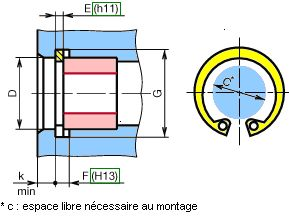 E (h11)
D
G
C*
k
min
F (H13)
* c : espace libre nécessaire au montage